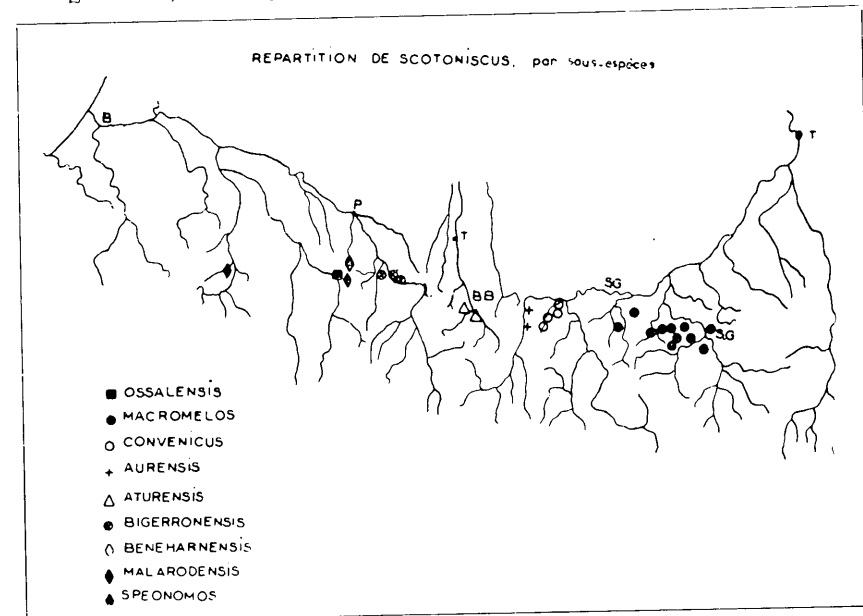 REPARTITION DE SCOTONISCUS, par sous-espèces
B
T
P
T
SG
BB
SG
OSSALENSIS
MACROMELOS
CONVENICUS
AURENSIS
ATURENSIS
BIGERRONENSIS
BENEHARNENSIS
MALARODENSIS
SPEONOMOS